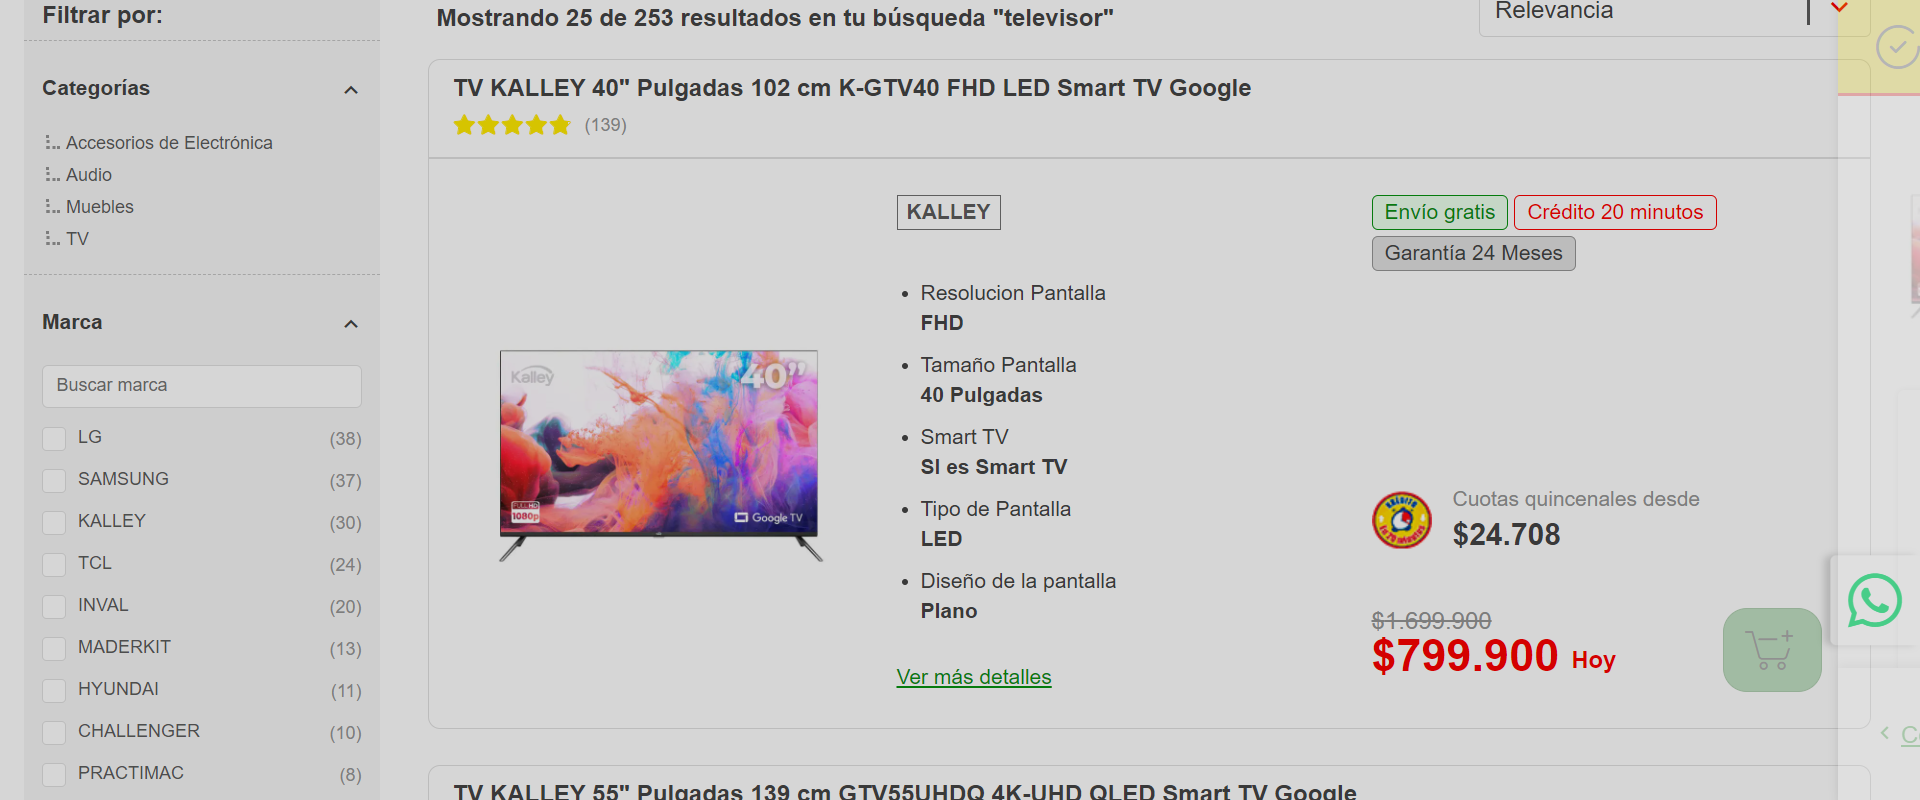 Filtrar por:
Categorías
Accesorios de Electrónica
Audio
Muebles
TV
Marca
Buscar marca
LG (38)
SAMSUNG (37)
KALLEY (30)
TCL (24)
INVAL (20)
MADERKIT (13)
HYUNDAI (11)
CHALLENGER (10)
PRACTIMAC (8)
Mostrando 25 de 253 resultados en tu búsqueda "televisor"
Relevancia
TV KALLEY 40" Pulgadas 102 cm K-GTV40 FHD LED Smart TV Google
(139)
Kalley
40”
FULL HD
1080p
Google TV
KALLEY
Resolucion Pantalla
FHD
Tamaño Pantalla
40 Pulgadas
Smart TV
SI es Smart TV
Tipo de Pantalla
LED
Diseño de la pantalla
Plano
Ver más detalles
Envío gratis
Crédito 20 minutos
Garantía 24 Meses
Cuotas quincenales desde
$24.708
$1.699.900
$799.900 Hoy
TV KALLEY 55" Pulgadas 139 cm GTV55UHDQ 4K-UHD QLED Smart TV Google